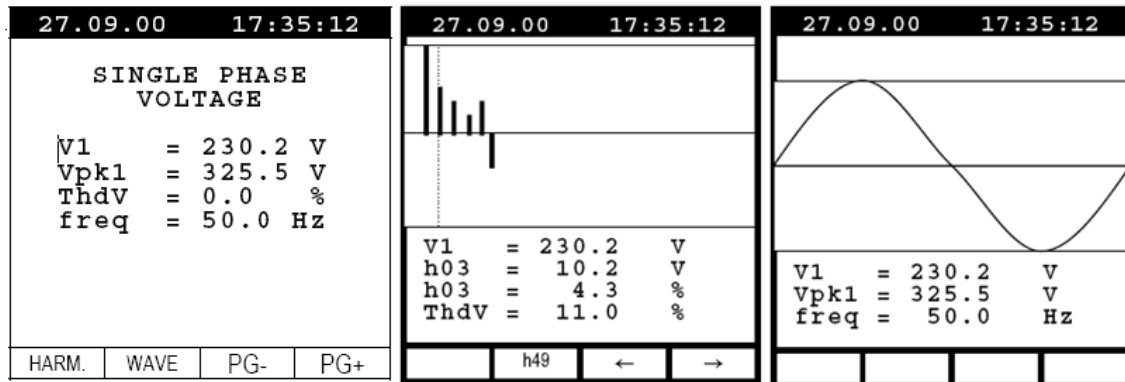 27.09.00 17:35:12
SINGLE PHASE
VOLTAGE
V1 = 230.2 V
Vpk1 = 325.5 V
ThdV = 0.0 %
freq = 50.0 Hz
HARM. WAVE PG- PG+
27.09.00 17:35:12
V1 = 230.2 V
h03 = 10.2 V
h03 = 4.3 %
ThdV = 11.0 %
h49 ← →
27.09.00 17:35:12
V1 = 230.2 V
Vpk1 = 325.5 V
freq = 50.0 Hz